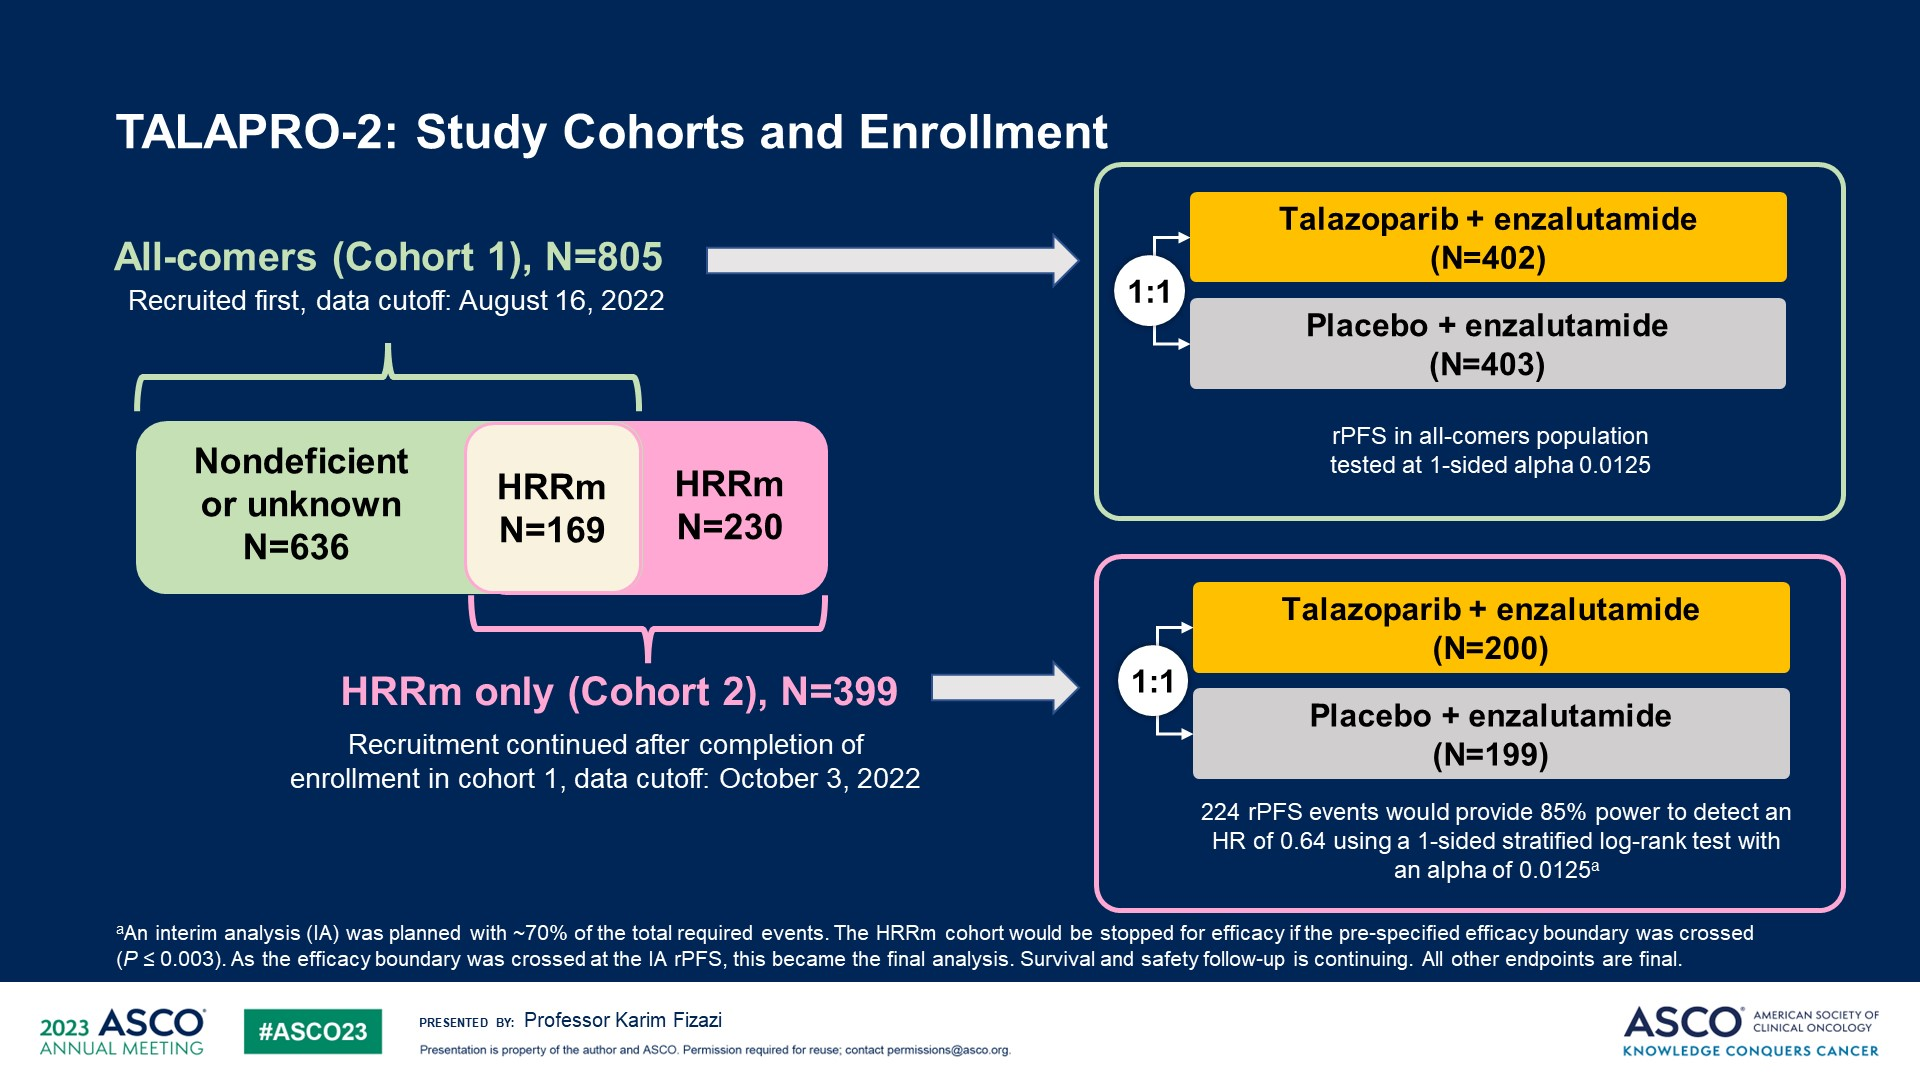 TALAPRO-2: Study Cohorts and Enrollment
All-comers (Cohort 1), N=805
Recruited first, data cutoff: August 16, 2022
Nondeficient
or unknown
N=636
HRRm
N=169
HRRm
N=230
HRRm only (Cohort 2), N=399
Recruitment continued after completion of
enrollment in cohort 1, data cutoff: October 3, 2022
1:1
Talazoparib + enzalutamide
(N=402)
Placebo + enzalutamide
(N=403)
rPFS in all-comers population
tested at 1-sided alpha 0.0125
1:1
Talazoparib + enzalutamide
(N=200)
Placebo + enzalutamide
(N=199)
224 rPFS events would provide 85% power to detect an
HR of 0.64 using a 1-sided stratified log-rank test with
an alpha of 0.0125ᵃ
ᵃAn interim analysis (IA) was planned with ~70% of the total required events. The HRRm cohort would be stopped for efficacy if the pre-specified efficacy boundary was crossed
(P ≤ 0.003). As the efficacy boundary was crossed at the IA rPFS, this became the final analysis. Survival and safety follow-up is continuing. All other endpoints are final.
2023 ASCO®
ANNUAL MEETING
#ASCO23
PRESENTED BY: Professor Karim Fizazi
Presentation is property of the author and ASCO. Permission required for reuse; contact permissions@asco.org.
ASCO® AMERICAN SOCIETY OF
CLINICAL ONCOLOGY
KNOWLEDGE CONQUERS CANCER